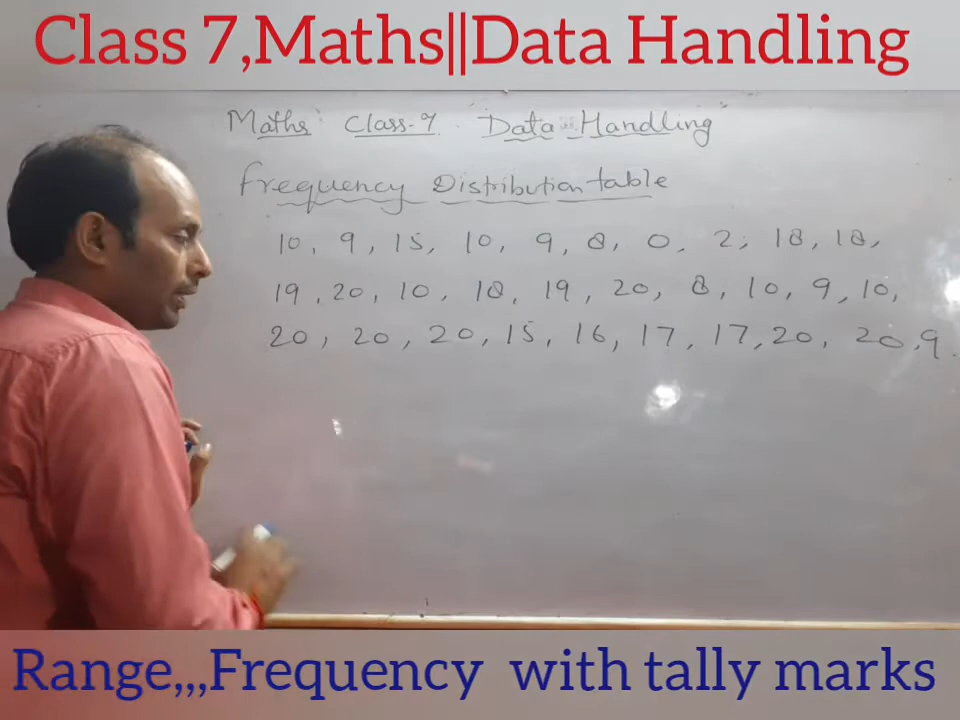 Class 7,Maths||Data Handling
Maths Class-7 Data Handling
Frequency Distribution table
10, 9, 15, 10, 9, 8, 0, 2, 18, 18,
19, 20, 10, 18, 19, 20, 8, 10, 9, 10,
20, 20, 20, 15, 16, 17, 17, 20, 20, 9.
Range,,,Frequency with tally marks